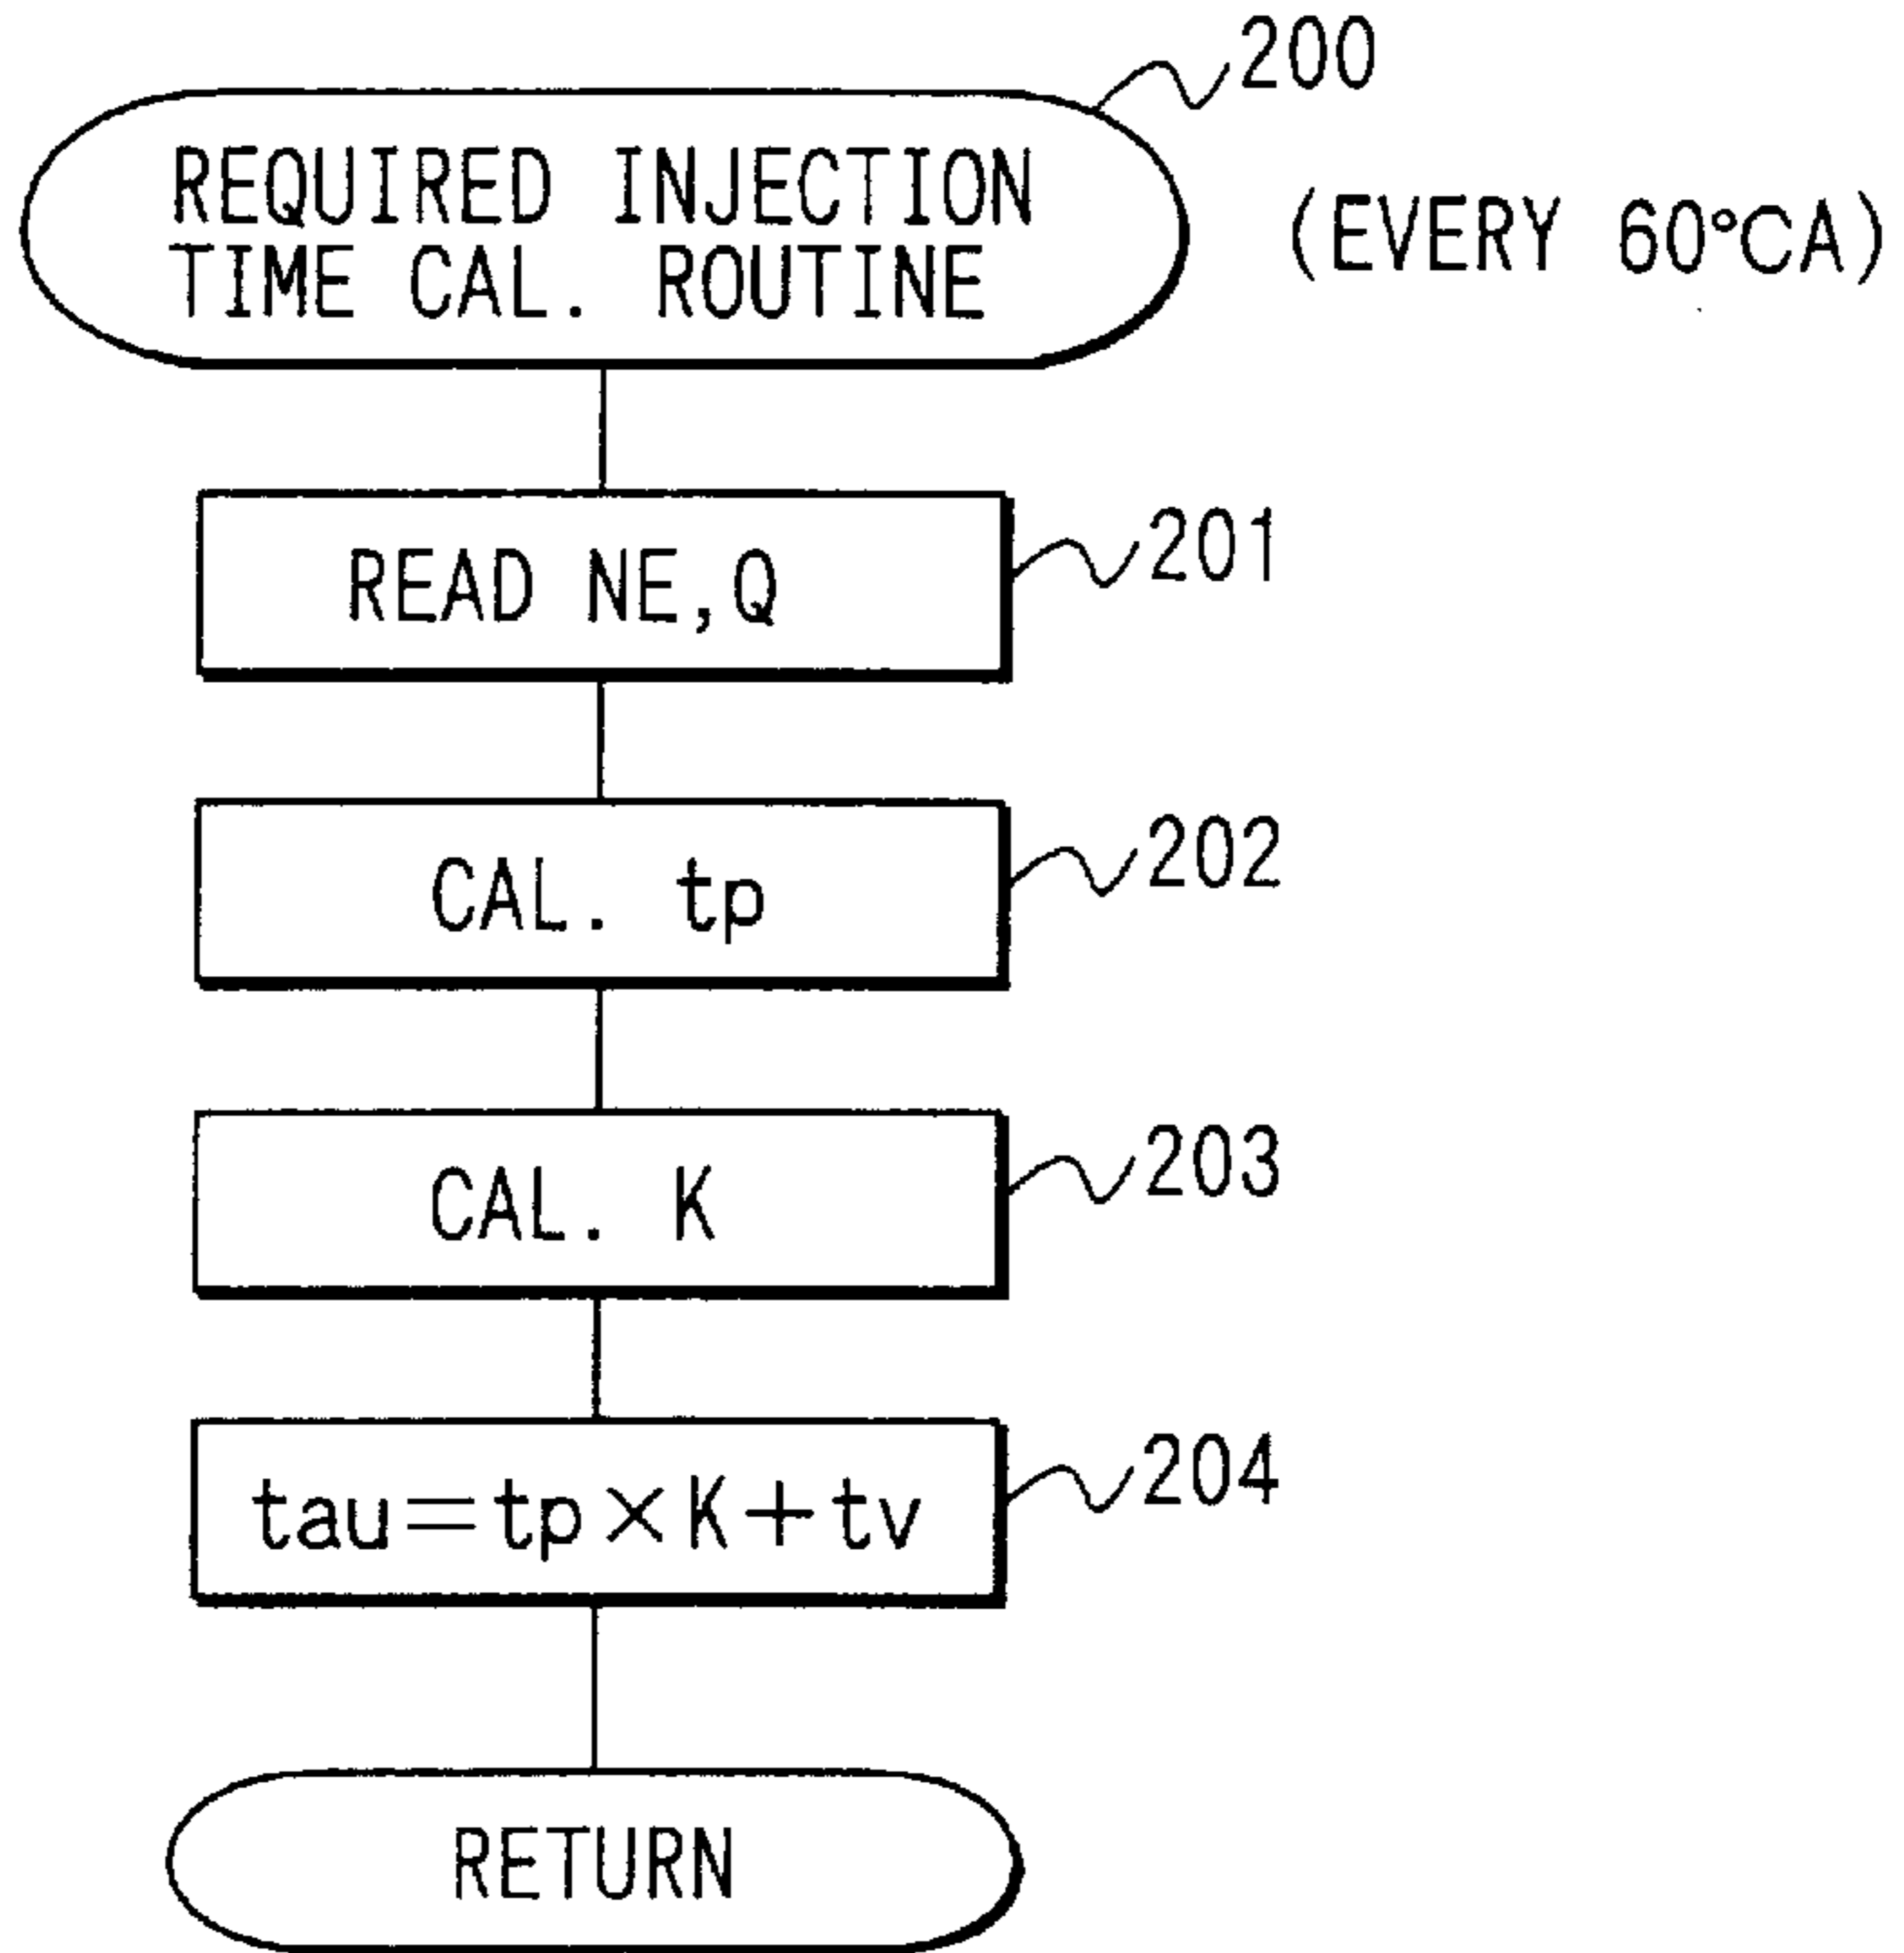 200
REQUIRED INJECTION
TIME CAL. ROUTINE
(EVERY 60°CA)
READ NE,Q
201
CAL. tp
202
CAL. K
203
tau=tp×K+tv
204
RETURN